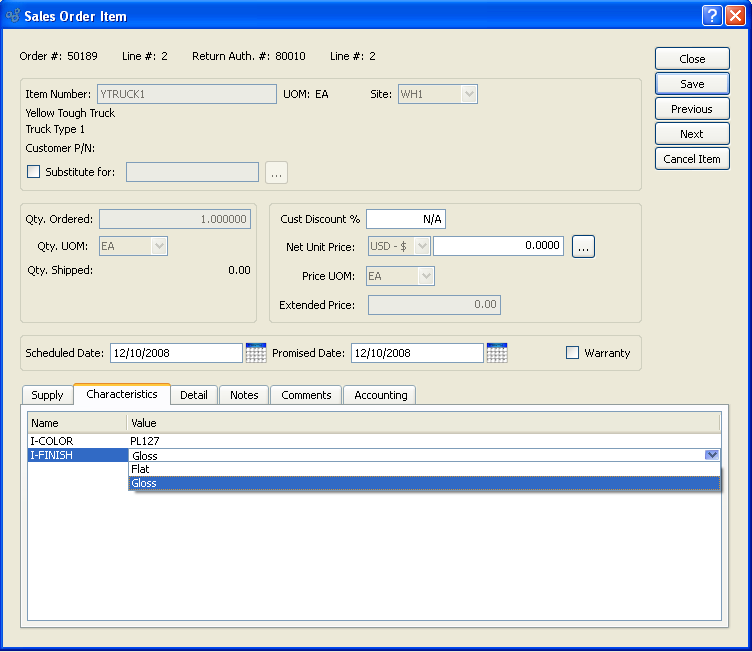 Sales Order Item
Order #: 50189 Line #: 2 Return Auth. #: 80010 Line #: 2
Close
Save
Previous
Next
Cancel Item
Item Number: YTRUCK1 UOM: EA Site: WH1
Yellow Tough Truck
Truck Type 1
Customer P/N:
Substitute for: ...
Qty. Ordered: 1.000000
Qty. UOM: EA
Qty. Shipped: 0.00
Cust Discount % N/A
Net Unit Price: USD - $ 0.0000 ...
Price UOM: EA
Extended Price: 0.00
Scheduled Date: 12/10/2008 Promised Date: 12/10/2008 Warranty
Supply Characteristics Detail Notes Comments Accounting
Name Value
I-COLOR PL127
I-FINISH Gloss
Flat
Gloss